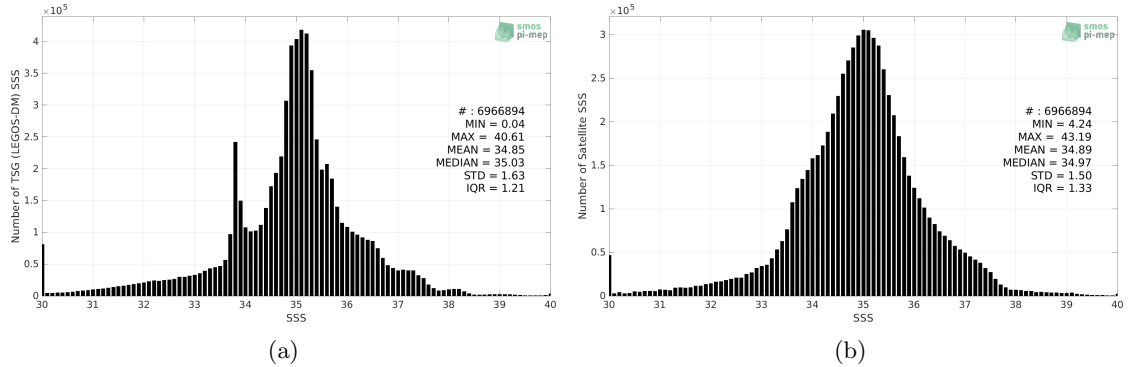 ×10⁵
Number of TSG (LEGOS-DM) SSS
4
3.5
3
2.5
2
1.5
1
0.5
0
smos
pi-mep
# : 6966894
MIN = 0.04
MAX = 40.61
MEAN = 34.85
MEDIAN = 35.03
STD = 1.63
IQR = 1.21
30 31 32 33 34 35 36 37 38 39 40
SSS
(a)
×10⁵
Number of Satellite SSS
3
2.5
2
1.5
1
0.5
0
smos
pi-mep
# : 6966894
MIN = 4.24
MAX = 43.19
MEAN = 34.89
MEDIAN = 34.97
STD = 1.50
IQR = 1.33
30 31 32 33 34 35 36 37 38 39 40
SSS
(b)